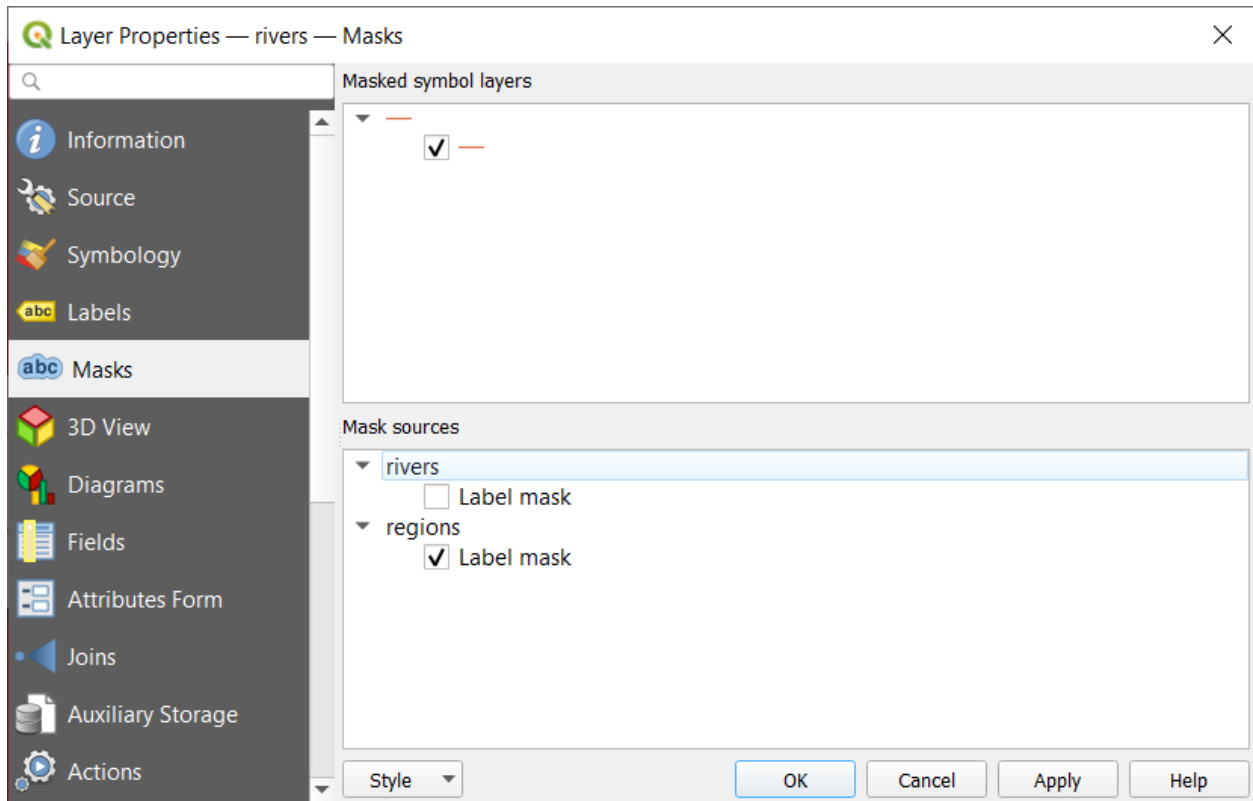 Layer Properties — rivers — Masks
Information
Source
Symbology
abc Labels
abc Masks
3D View
Diagrams
Fields
Attributes Form
Joins
Auxiliary Storage
Actions
Masked symbol layers
Mask sources
rivers
Label mask
regions
Label mask
Style
OK
Cancel
Apply
Help